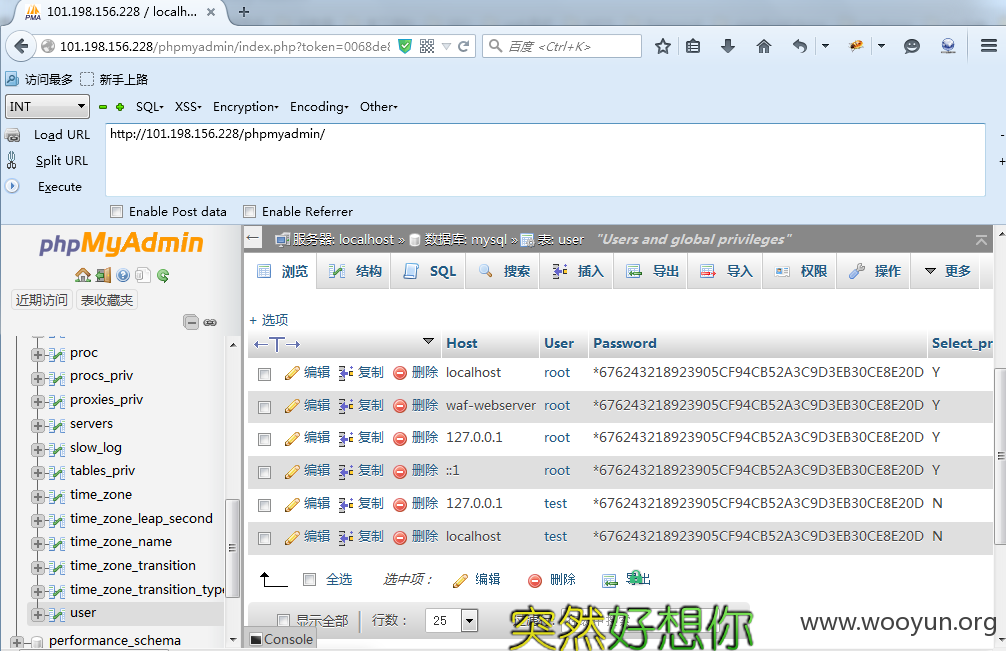 101.198.156.228 / localh...
101.198.156.228/phpmyadmin/index.php?token=0068de
百度 <Ctrl+K>
访问最多 新手上路
INT SQL XSS Encryption Encoding Other
Load URL http://101.198.156.228/phpmyadmin/
Split URL
Execute
Enable Post data Enable Referrer
phpMyAdmin
近期访问 表收藏夹
proc
procs_priv
proxies_priv
servers
slow_log
tables_priv
time_zone
time_zone_leap_second
time_zone_name
time_zone_transition
time_zone_transition_type
user
performance_schema
服务器: localhost » 数据库: mysql » 表: user "Users and global privileges"
浏览 结构 SQL 搜索 插入 导出 导入 权限 操作 更多
+ 选项
←T→ Host User Password Select_pr
编辑 复制 删除 localhost root *676243218923905CF94CB52A3C9D3EB30CE8E20D Y
编辑 复制 删除 waf-webserver root *676243218923905CF94CB52A3C9D3EB30CE8E20D Y
编辑 复制 删除 127.0.0.1 root *676243218923905CF94CB52A3C9D3EB30CE8E20D Y
编辑 复制 删除 ::1 root *676243218923905CF94CB52A3C9D3EB30CE8E20D Y
编辑 复制 删除 127.0.0.1 test *676243218923905CF94CB52A3C9D3EB30CE8E20D N
编辑 复制 删除 localhost test *676243218923905CF94CB52A3C9D3EB30CE8E20D N
全选 选中项： 编辑 删除 导出
显示全部 行数： 25
Console
突然好想你
www.wooyun.org